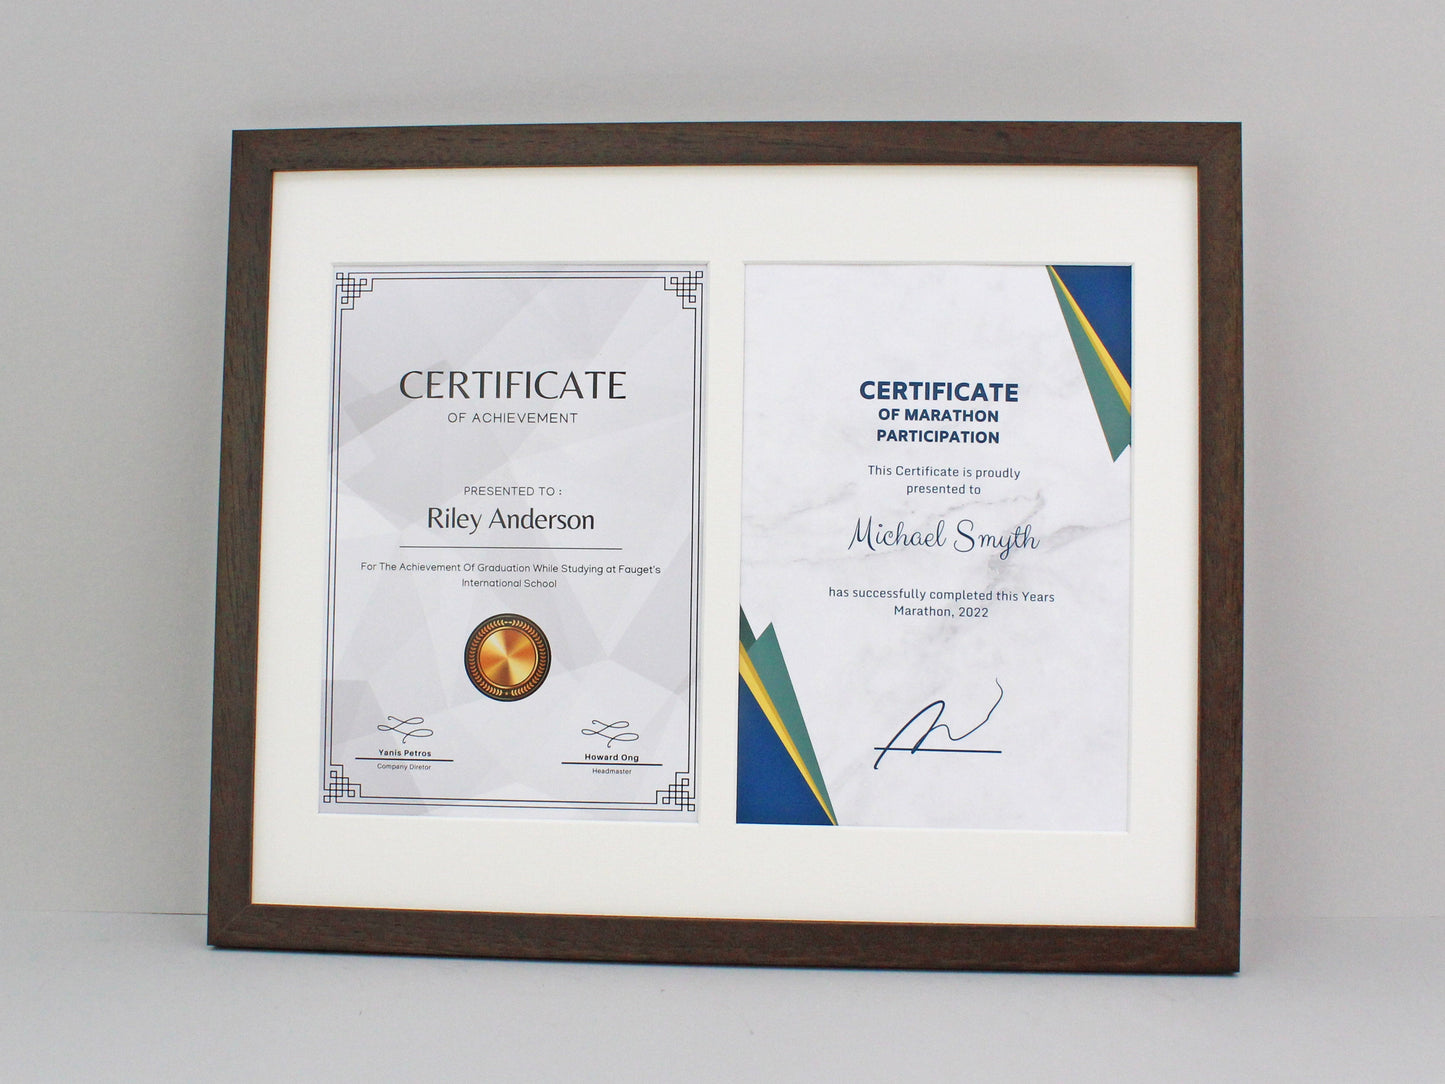 CERTIFICATE
OF ACHIEVEMENT
PRESENTED TO :
Riley Anderson
For The Achievement Of Graduation While Studying at Fauget's
International School
Yanis Petros
Company Diretor
Howard Ong
Headmaster
CERTIFICATE
OF MARATHON
PARTICIPATION
This Certificate is proudly
presented to
Michael Smyth
has successfully completed this Years
Marathon, 2022